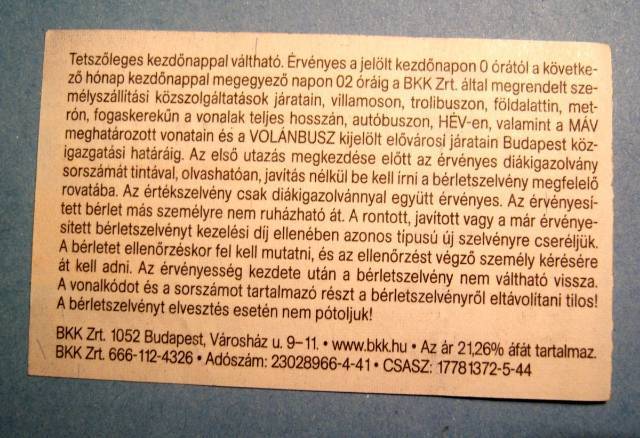 Tetszőleges kezdőnappal váltható. Érvényes a jelölt kezdőnapon 0 órától a követke-
ző hónap kezdőnappal megegyező napon 02 óráig a BKK Zrt. által megrendelt sze-
mélyszállítási közszolgáltatások járatain, villamoson, trolibuszon, földalattin, met-
rón, fogaskerekűn a vonalak teljes hosszán, autóbuszon, HÉV-en, valamint a MÁV
meghatározott vonatain és a VOLÁNBUSZ kijelölt elővárosi járatain Budapest köz-
igazgatási határáig. Az első utazás megkezdése előtt az érvényes diákigazolvány
sorszámát tintával, olvashatóan, javítás nélkül be kell írni a bérletszelvény megfelelő
rovatába. Az értékszelvény csak diákigazolvánnyal együtt érvényes. Az érvényesí-
tett bérlet más személyre nem ruházható át. A rontott, javított vagy a már érvénye-
sített bérletszelvényt kezelési díj ellenében azonos típusú új szelvényre cseréljük.
A bérletet ellenőrzéskor fel kell mutatni, és az ellenőrzést végző személy kérésére
át kell adni. Az érvényesség kezdete után a bérletszelvény nem váltható vissza.
A vonalkódot és a sorszámot tartalmazó részt a bérletszelvényről eltávolítani tilos!
A bérletszelvényt elvesztés esetén nem pótoljuk!
BKK Zrt. 1052 Budapest, Városház u. 9–11. • www.bkk.hu • Az ár 21,26% áfát tartalmaz.
BKK Zrt. 666-112-4326 • Adószám: 23028966-4-41 • CSASZ: 17781372-5-44